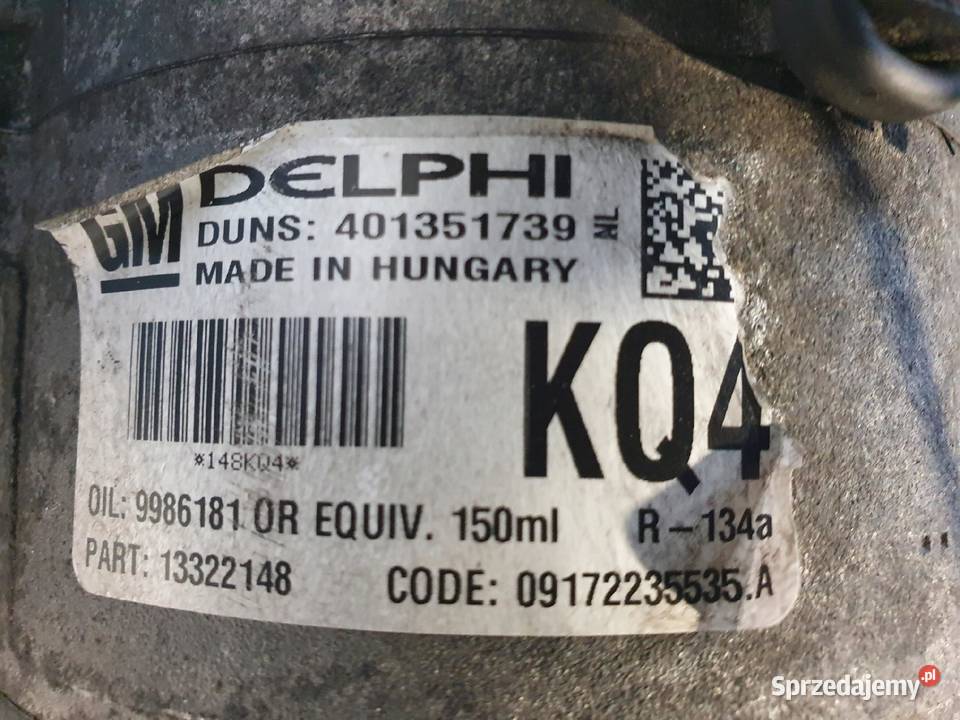 GM DELPHI
DUNS: 401351739 NL
MADE IN HUNGARY
KQ4
*148KQ4*
OIL: 9986181 OR EQUIV. 150ml R-134a
PART: 13322148 CODE: 09172235535.A
Sprzedajemy.pl